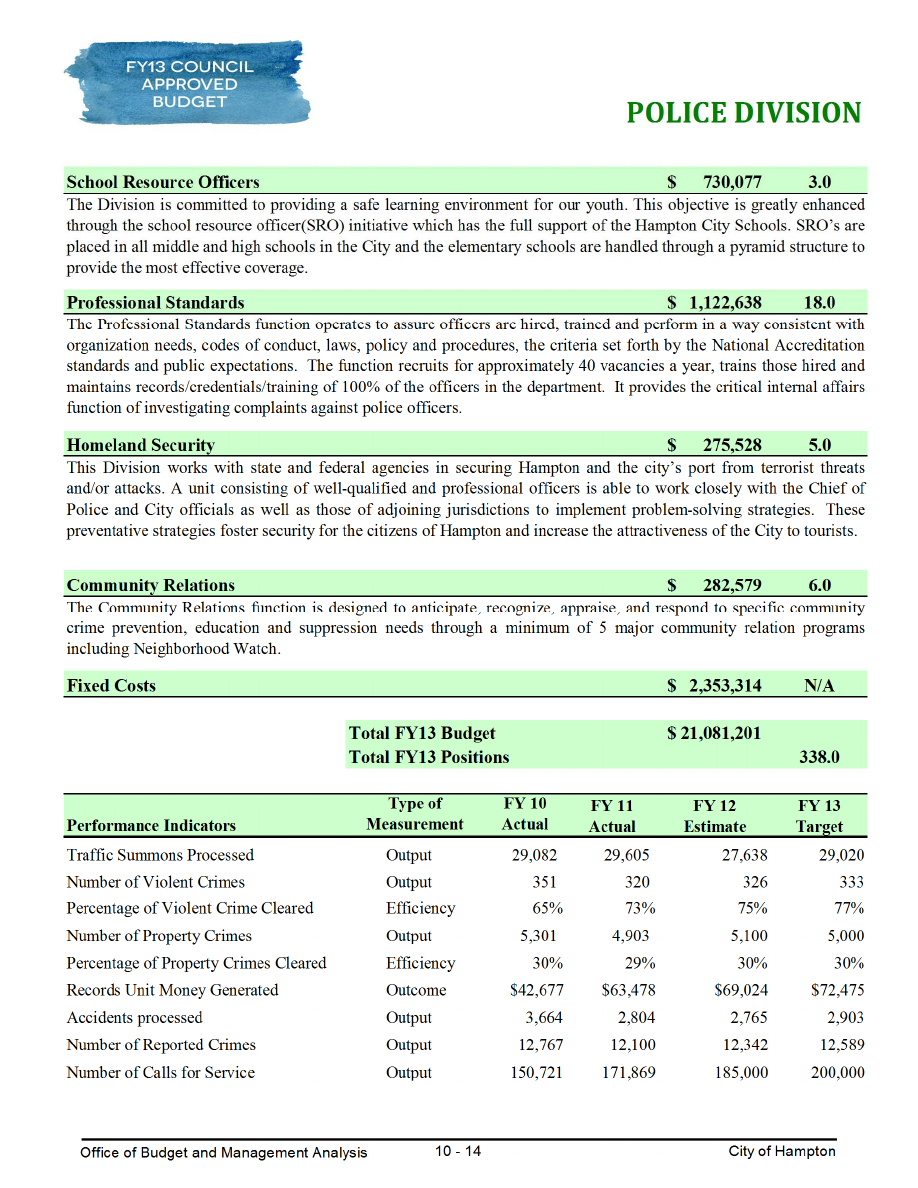 FY13 COUNCIL
APPROVED
BUDGET
POLICE DIVISION
School Resource Officers $ 730,077 3.0
The Division is committed to providing a safe learning environment for our youth. This objective is greatly enhanced
through the school resource officer(SRO) initiative which has the full support of the Hampton City Schools. SRO’s are
placed in all middle and high schools in the City and the elementary schools are handled through a pyramid structure to
provide the most effective coverage.
Professional Standards $ 1,122,638 18.0
The Professional Standards function operates to assure officers are hired, trained and perform in a way consistent with
organization needs, codes of conduct, laws, policy and procedures, the criteria set forth by the National Accreditation
standards and public expectations. The function recruits for approximately 40 vacancies a year, trains those hired and
maintains records/credentials/training of 100% of the officers in the department. It provides the critical internal affairs
function of investigating complaints against police officers.
Homeland Security $ 275,528 5.0
This Division works with state and federal agencies in securing Hampton and the city’s port from terrorist threats
and/or attacks. A unit consisting of well-qualified and professional officers is able to work closely with the Chief of
Police and City officials as well as those of adjoining jurisdictions to implement problem-solving strategies. These
preventative strategies foster security for the citizens of Hampton and increase the attractiveness of the City to tourists.
Community Relations $ 282,579 6.0
The Community Relations function is designed to anticipate, recognize, appraise, and respond to specific community
crime prevention, education and suppression needs through a minimum of 5 major community relation programs
including Neighborhood Watch.
Fixed Costs $ 2,353,314 N/A
Total FY13 Budget $ 21,081,201
Total FY13 Positions 338.0
Type of FY 10 FY 11 FY 12 FY 13
Performance Indicators Measurement Actual Actual Estimate Target
Traffic Summons Processed Output 29,082 29,605 27,638 29,020
Number of Violent Crimes Output 351 320 326 333
Percentage of Violent Crime Cleared Efficiency 65% 73% 75% 77%
Number of Property Crimes Output 5,301 4,903 5,100 5,000
Percentage of Property Crimes Cleared Efficiency 30% 29% 30% 30%
Records Unit Money Generated Outcome $42,677 $63,478 $69,024 $72,475
Accidents processed Output 3,664 2,804 2,765 2,903
Number of Reported Crimes Output 12,767 12,100 12,342 12,589
Number of Calls for Service Output 150,721 171,869 185,000 200,000
Office of Budget and Management Analysis 10 - 14 City of Hampton